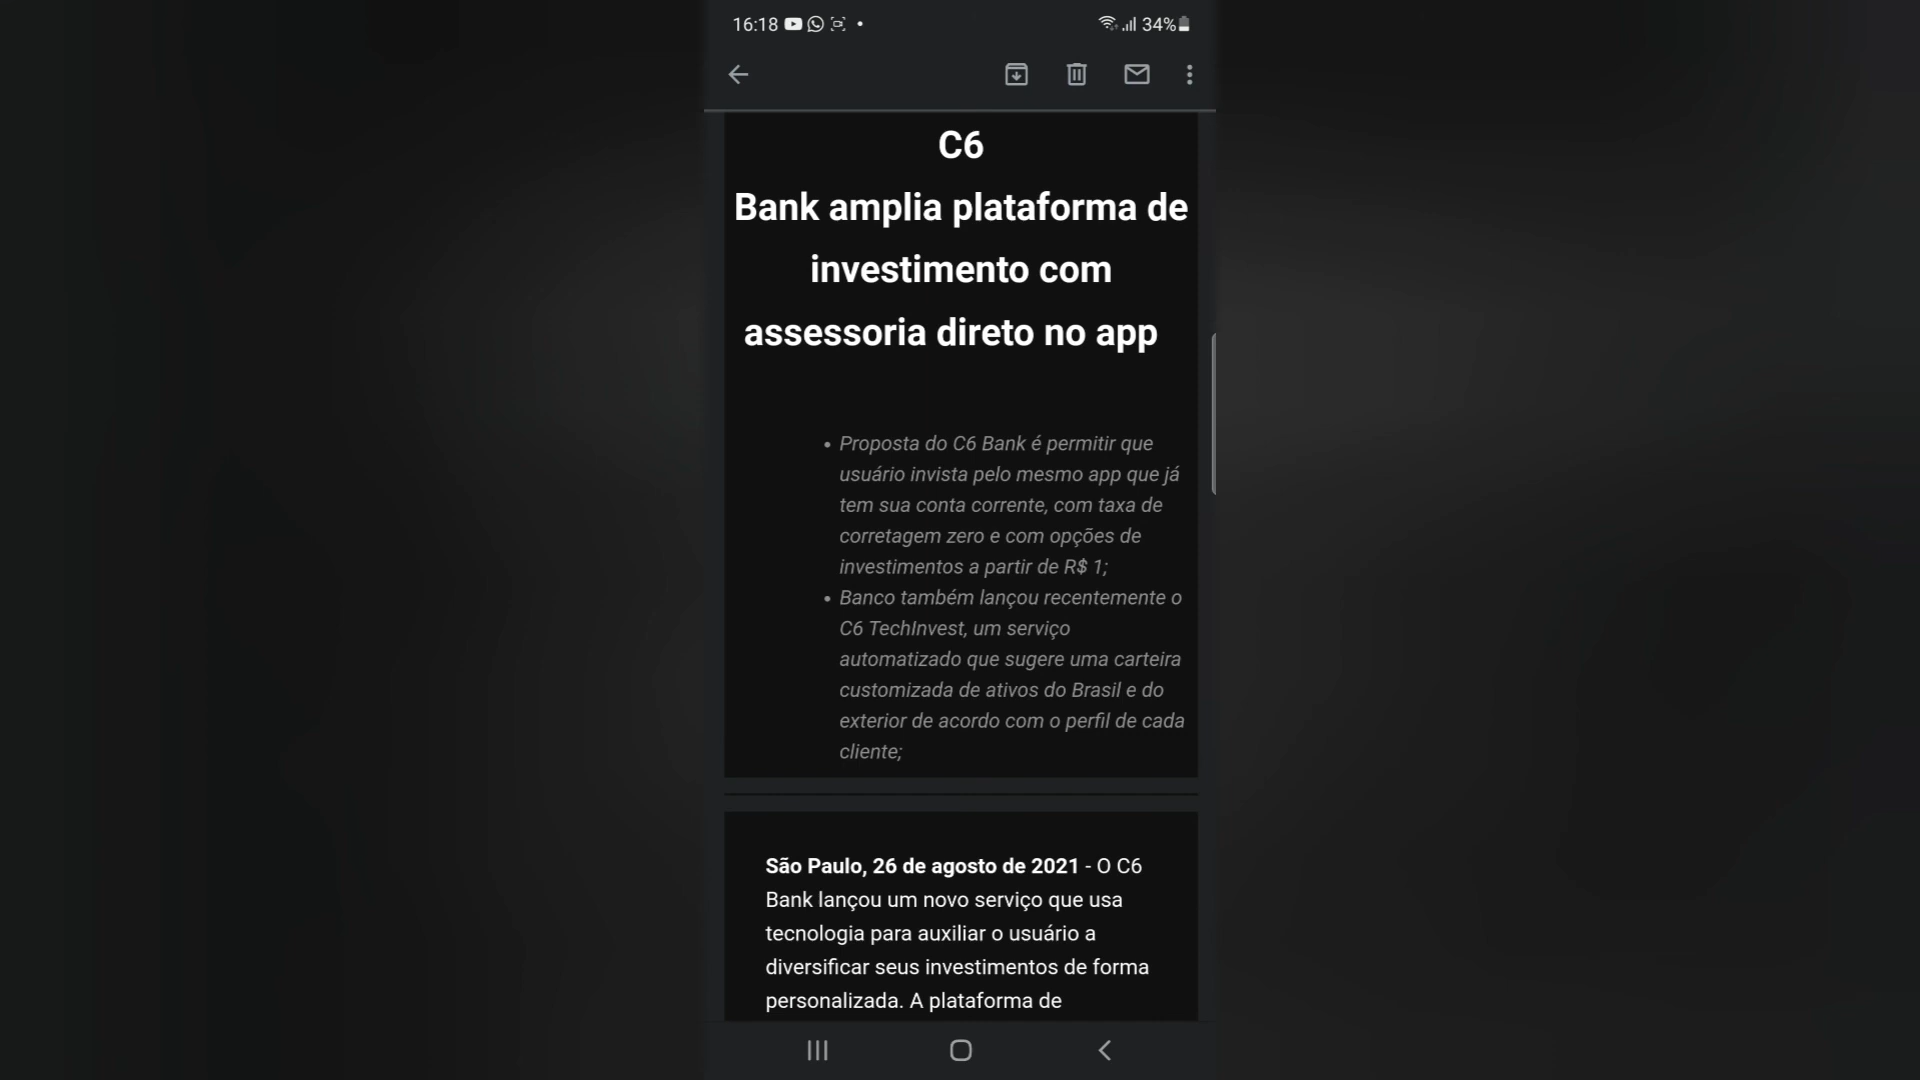 16:18
34%
C6
Bank amplia plataforma de
investimento com
assessoria direto no app
• Proposta do C6 Bank é permitir que
usuário invista pelo mesmo app que já
tem sua conta corrente, com taxa de
corretagem zero e com opções de
investimentos a partir de R$ 1;
• Banco também lançou recentemente o
C6 TechInvest, um serviço
automatizado que sugere uma carteira
customizada de ativos do Brasil e do
exterior de acordo com o perfil de cada
cliente;
São Paulo, 26 de agosto de 2021 - O C6
Bank lançou um novo serviço que usa
tecnologia para auxiliar o usuário a
diversificar seus investimentos de forma
personalizada. A plataforma de